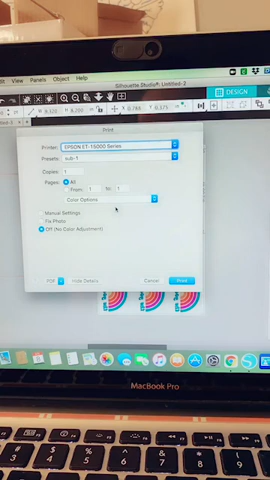 View Panels Object Help
Silhouette Studio®: Untitled-2
DESIGN
Print
Printer: EPSON ET-15000 Series
Presets: sub-1
Copies: 1
Pages: All
From: 1 to: 1
Color Options
Manual Settings
Fix Photo
Off (No Color Adjustment)
PDF Hide Details Cancel Print
MacBook Pro